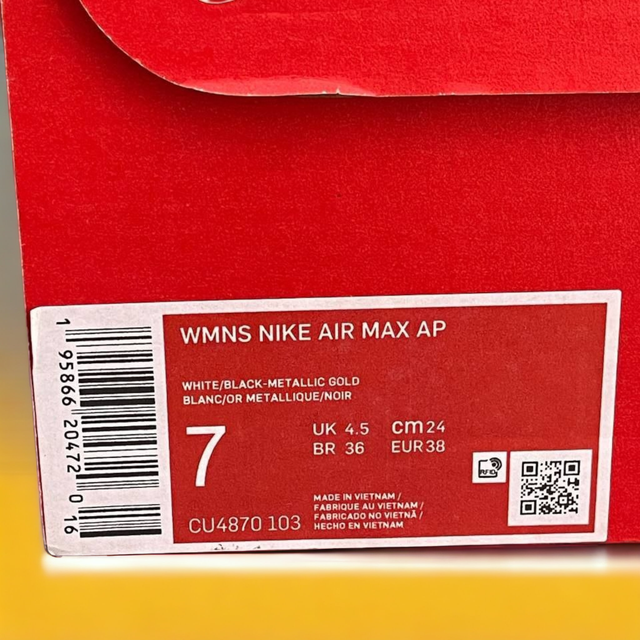 WMNS NIKE AIR MAX AP
WHITE/BLACK-METALLIC GOLD
BLANC/OR METALLIQUE/NOIR
7
UK 4.5 cm 24
BR 36 EUR 38
CU4870 103
MADE IN VIETNAM /
FABRIQUE AU VIETNAM /
FABRICADO NO VIETNÃ /
HECHO EN VIETNAM
RFID
1 95866 20472 0 16